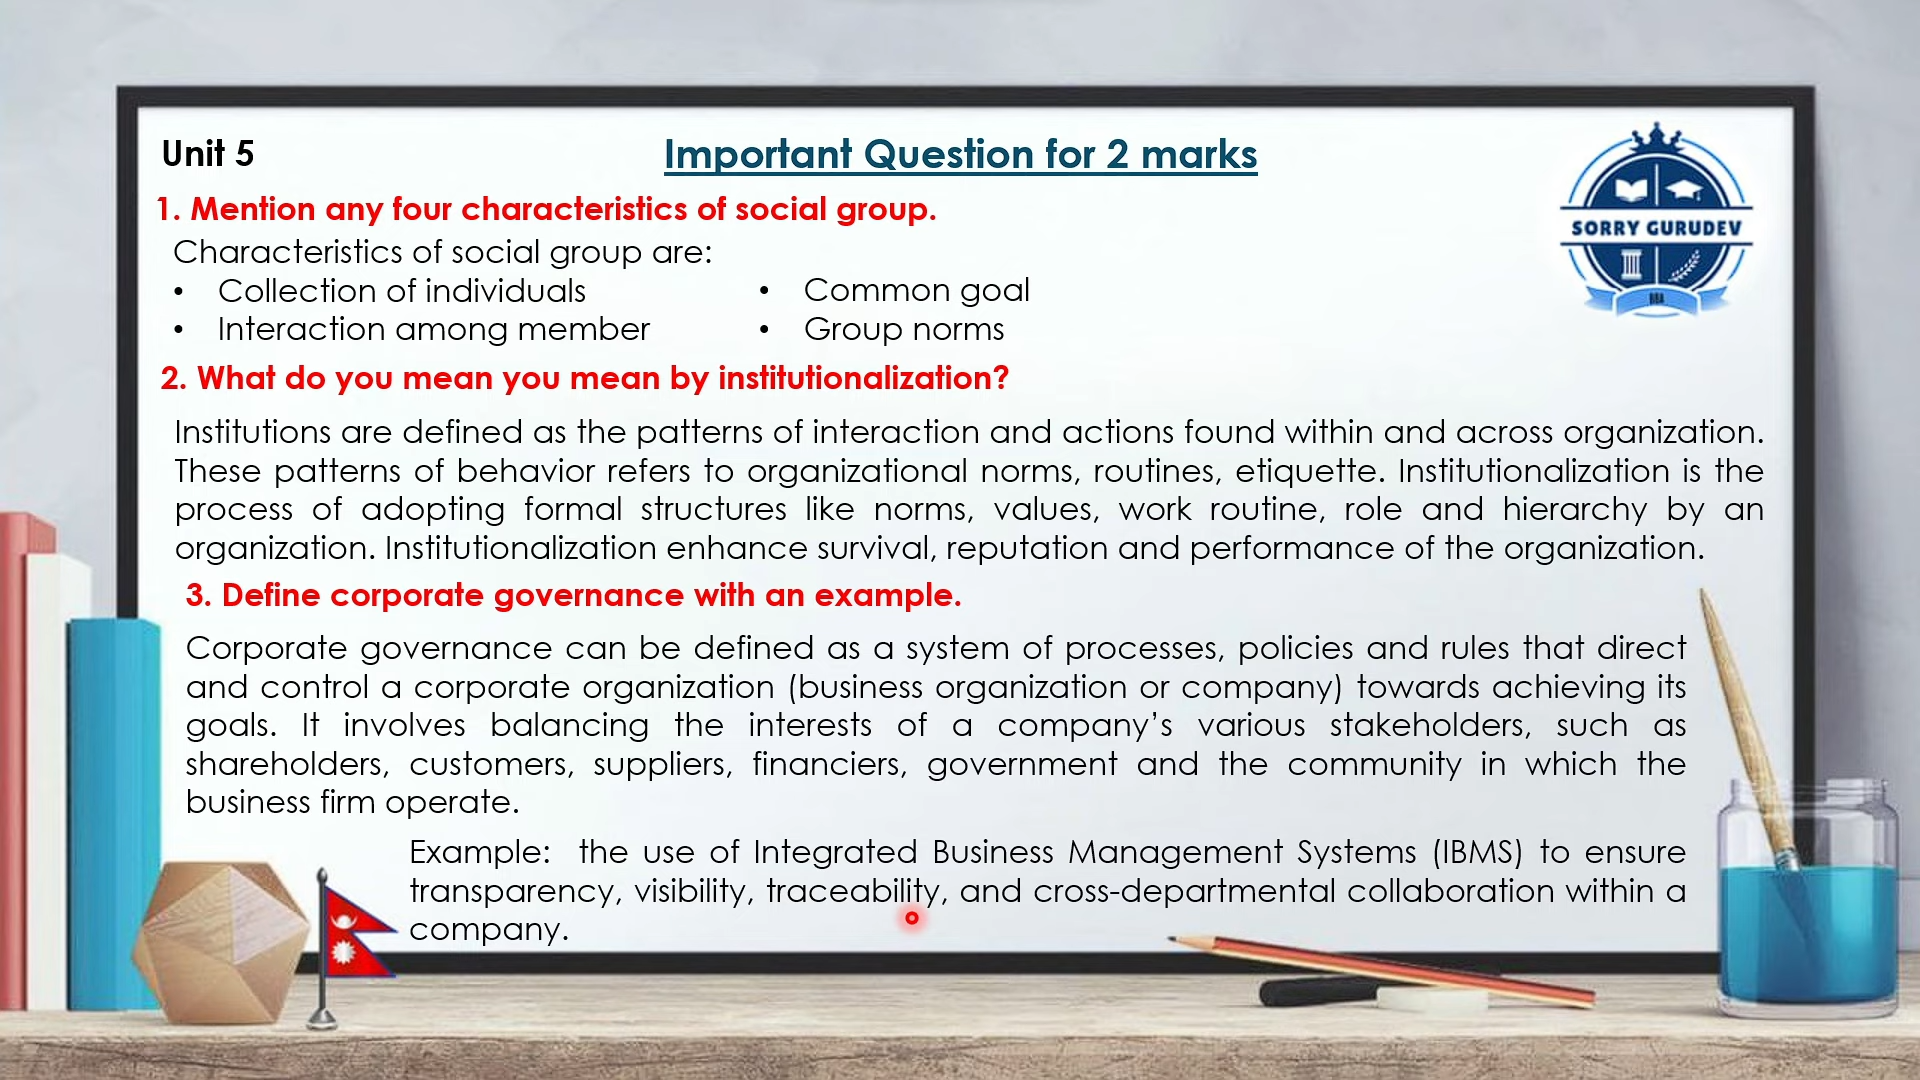 Unit 5
Important Question for 2 marks
SORRY GURUDEV
BBA
1. Mention any four characteristics of social group.
Characteristics of social group are:
• Collection of individuals
• Interaction among member
• Common goal
• Group norms
2. What do you mean you mean by institutionalization?
Institutions are defined as the patterns of interaction and actions found within and across organization.
These patterns of behavior refers to organizational norms, routines, etiquette. Institutionalization is the
process of adopting formal structures like norms, values, work routine, role and hierarchy by an
organization. Institutionalization enhance survival, reputation and performance of the organization.
3. Define corporate governance with an example.
Corporate governance can be defined as a system of processes, policies and rules that direct
and control a corporate organization (business organization or company) towards achieving its
goals. It involves balancing the interests of a company’s various stakeholders, such as
shareholders, customers, suppliers, financiers, government and the community in which the
business firm operate.
Example: the use of Integrated Business Management Systems (IBMS) to ensure
transparency, visibility, traceability, and cross-departmental collaboration within a
company.